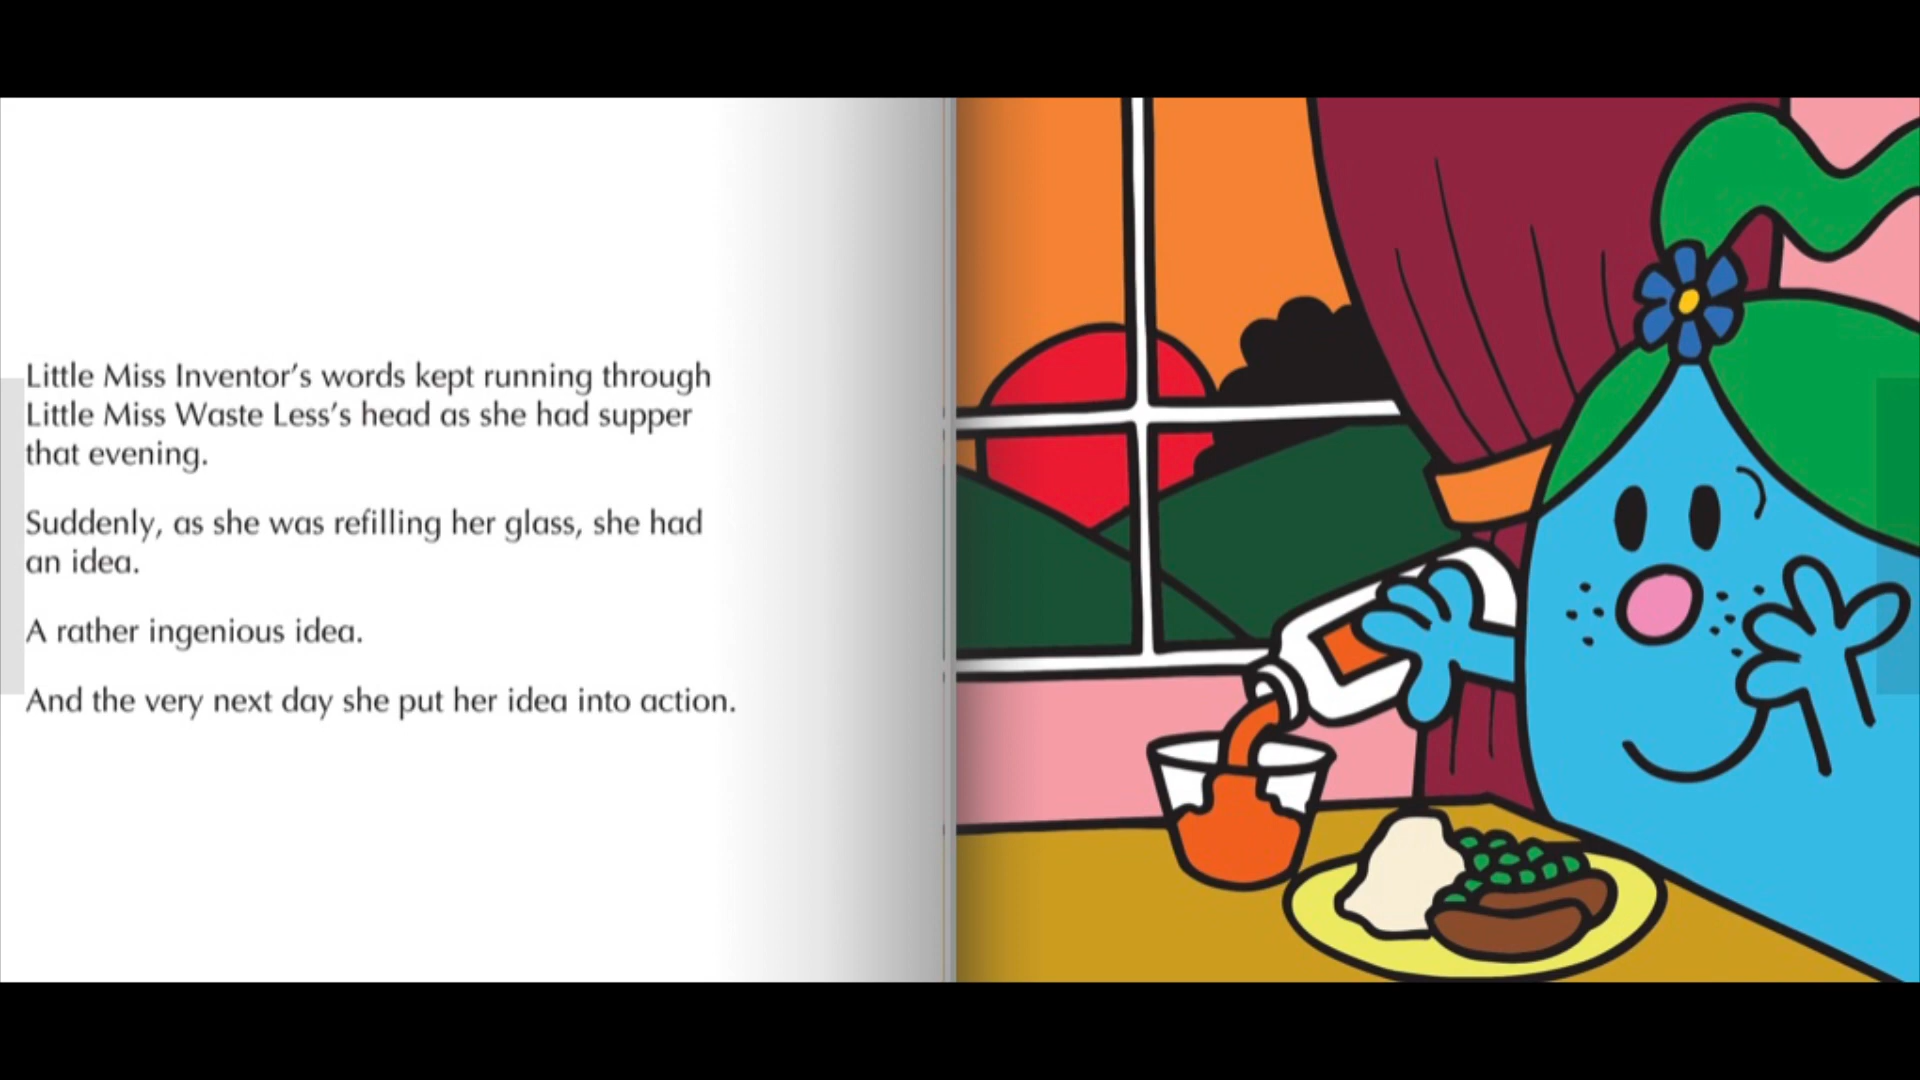 Little Miss Inventor’s words kept running through
Little Miss Waste Less’s head as she had supper
that evening.
Suddenly, as she was refilling her glass, she had
an idea.
A rather ingenious idea.
And the very next day she put her idea into action.